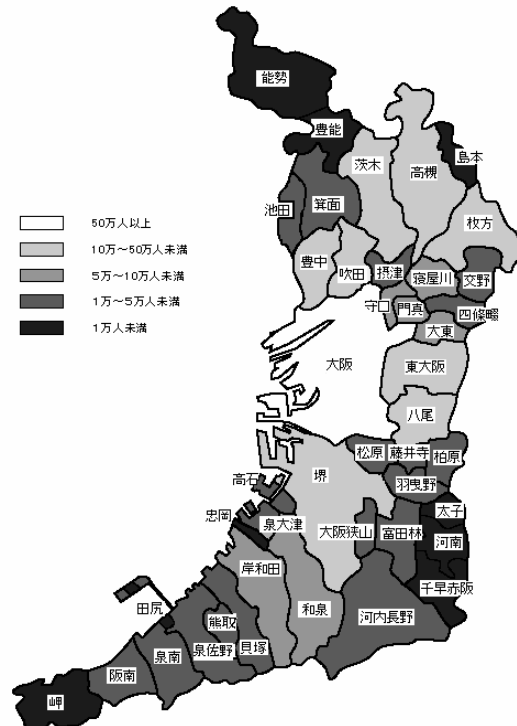 能勢
豊能
茨木
高槻
島本
池田
箕面
枚方
50万人以上
10万～50万人未満
5万～10万人未満
1万～5万人未満
1万人未満
豊中
吹田
摂津
寝屋川
交野
守口
門真
四條畷
大東
大阪
東大阪
八尾
松原
藤井寺
柏原
堺
高石
羽曳野
忠岡
泉大津
大阪狭山
富田林
太子
河南
岸和田
千早赤阪
田尻
和泉
熊取
河内長野
泉南
泉佐野
貝塚
阪南
岬